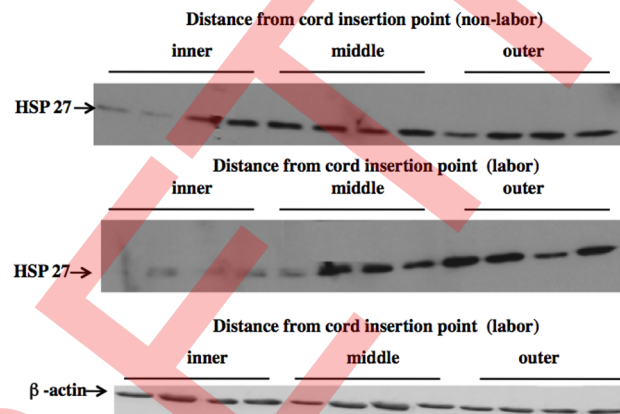 Distance from cord insertion point (non-labor)
inner middle outer
HSP 27
Distance from cord insertion point (labor)
inner middle outer
HSP 27
Distance from cord insertion point (labor)
inner middle outer
β -actin